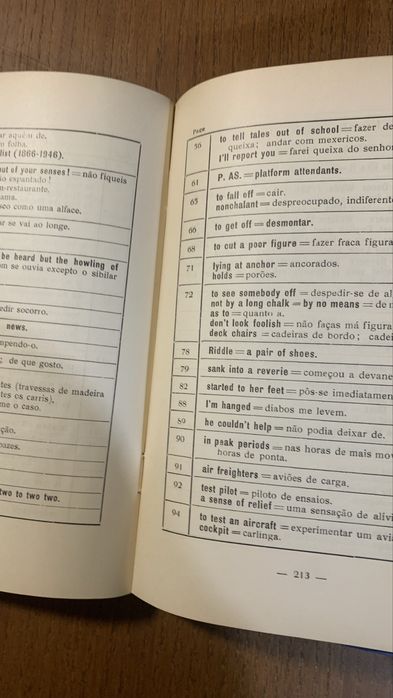 ar aquém de.
folha.
list (1866-1946).
out of your senses! = não fiqueis
o espantado!
-restaurante.
ama.
sco como uma alface.
r se vai ao longe.
be heard but the howling of
m se ouvia excepto o sibilar
edir socorro.
news.
mpendo-o.
; de que gosto.
tes (travessas de madeira
tes os carris),
me o caso.
ção.
pazes.
two to two two.
Page
56 to tell tales out of school = fazer de
queixa; andar com mexericos.
I'll report you = farei queixa do senho
61 P. AS. = platform attendants.
65 to fall off = cair.
nonchalant = despreocupado, indiferent
66 to get off = desmontar.
68 to cut a poor figure = fazer fraca figura
71 lying at anchor = ancorados.
holds = porões.
72 to see somebody off = despedir-se de al
not by a long chalk = by no means = de
as to = quanto a.
don't look foolish = não faças má figura
deck chairs = cadeiras de bordo; cadei
78 Riddle = a pair of shoes.
79 sank into a reverie = começou a devane
82 started to her feet = pôs-se imediatamen
88 I'm hanged = diabos me levem.
89 he couldn't help = não podia deixar de.
90 in peak periods = nas horas de mais mov
horas de ponta.
91 air freighters = aviões de carga.
92 test pilot = piloto de ensaios.
a sense of relief = uma sensação de alívi
94 to test an aircraft = experimentar um avi
cockpit = carlinga.
— 213 —